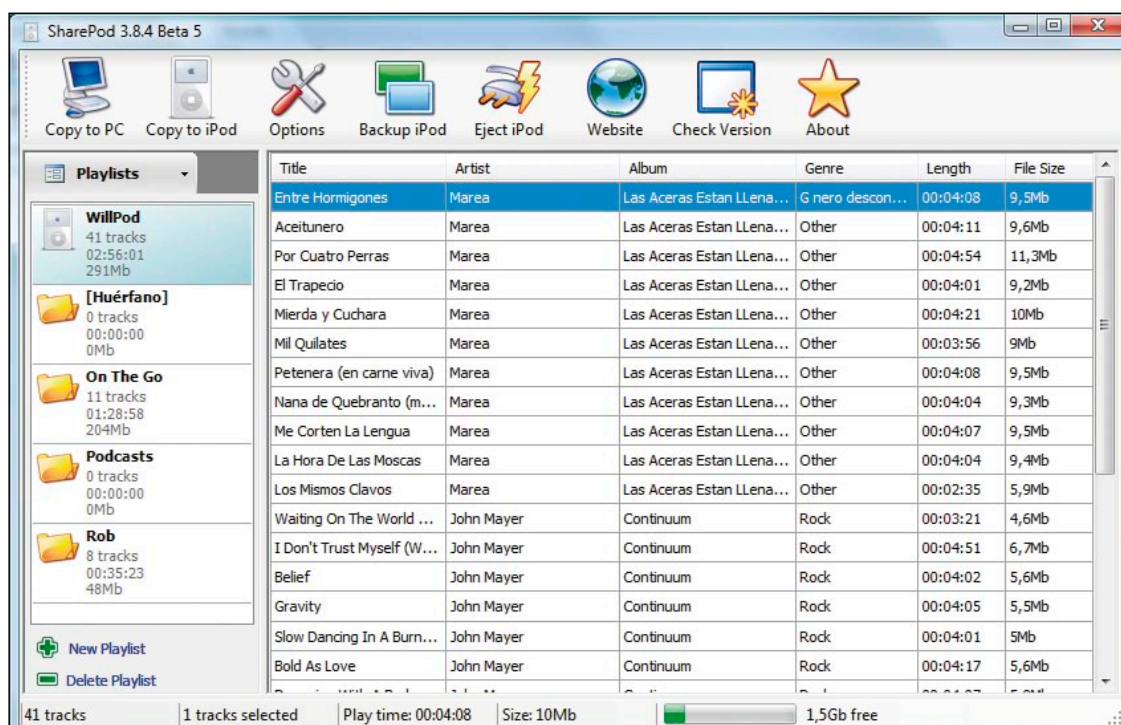 SharePod 3.8.4 Beta 5
Copy to PC Copy to iPod Options Backup iPod Eject iPod Website Check Version About
Playlists
WillPod
41 tracks
02:56:01
291Mb
[Huérfano]
0 tracks
00:00:00
0Mb
On The Go
11 tracks
01:28:58
204Mb
Podcasts
0 tracks
00:00:00
0Mb
Rob
8 tracks
00:35:23
48Mb
New Playlist
Delete Playlist
Title Artist Album Genre Length File Size
Entre Hormigones Marea Las Aceras Estan LLena... G nero descon... 00:04:08 9,5Mb
Aceitunero Marea Las Aceras Estan LLena... Other 00:04:11 9,6Mb
Por Cuatro Perras Marea Las Aceras Estan LLena... Other 00:04:54 11,3Mb
El Trapecio Marea Las Aceras Estan LLena... Other 00:04:01 9,2Mb
Mierda y Cuchara Marea Las Aceras Estan LLena... Other 00:04:21 10Mb
Mil Quilates Marea Las Aceras Estan LLena... Other 00:03:56 9Mb
Petenera (en carne viva) Marea Las Aceras Estan LLena... Other 00:04:08 9,5Mb
Nana de Quebranto (m... Marea Las Aceras Estan LLena... Other 00:04:04 9,3Mb
Me Corten La Lengua Marea Las Aceras Estan LLena... Other 00:04:07 9,5Mb
La Hora De Las Moscas Marea Las Aceras Estan LLena... Other 00:04:04 9,4Mb
Los Mismos Clavos Marea Las Aceras Estan LLena... Other 00:02:35 5,9Mb
Waiting On The World ... John Mayer Continuum Rock 00:03:21 4,6Mb
I Don't Trust Myself (W... John Mayer Continuum Rock 00:04:51 6,7Mb
Belief John Mayer Continuum Rock 00:04:02 5,6Mb
Gravity John Mayer Continuum Rock 00:04:05 5,5Mb
Slow Dancing In A Burn... John Mayer Continuum Rock 00:04:01 5Mb
Bold As Love John Mayer Continuum Rock 00:04:17 5,6Mb
41 tracks 1 tracks selected Play time: 00:04:08 Size: 10Mb 1,5Gb free